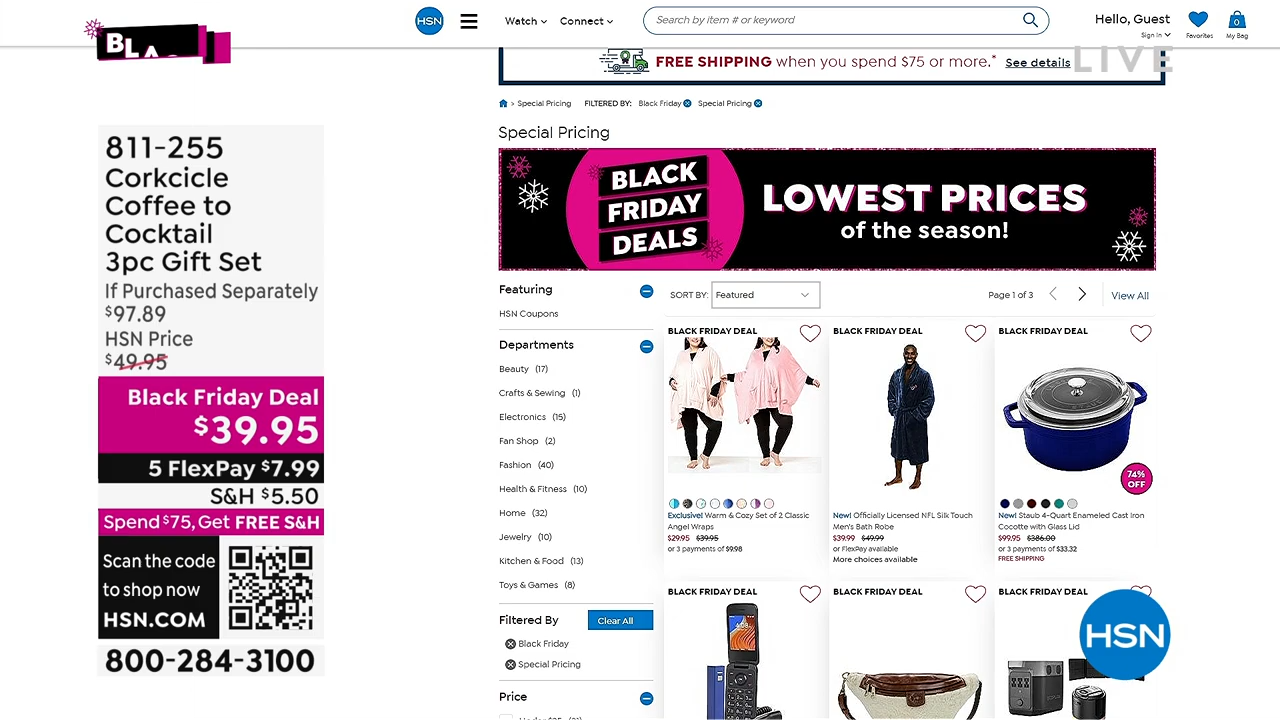 BLA
811-255
Corkcicle
Coffee to
Cocktail
3pc Gift Set
If Purchased Separately
$97.89
HSN Price
$49.95
Black Friday Deal
$39.95
5 FlexPay $7.99
S&H $5.50
Spend $75, Get FREE S&H
Scan the code
to shop now
HSN.COM
800-284-3100
HSN
Watch
Connect
Search by item # or keyword
Hello, Guest
Sign In
Favorites
0
My Bag
LIVE
FREE SHIPPING when you spend $75 or more.* See details
> Special Pricing FILTERED BY: Black Friday Special Pricing
Special Pricing
BLACK
FRIDAY
DEALS
LOWEST PRICES
of the season!
Featuring
HSN Coupons
Departments
Beauty (17)
Crafts & Sewing (1)
Electronics (15)
Fan Shop (2)
Fashion (40)
Health & Fitness (10)
Home (32)
Jewelry (10)
Kitchen & Food (13)
Toys & Games (8)
Filtered By
Clear All
Black Friday
Special Pricing
Price
SORT BY: Featured
Page 1 of 3
View All
BLACK FRIDAY DEAL
Exclusive! Warm & Cozy Set of 2 Classic
Angel Wraps
$29.95 $39.95
or 3 payments of $9.98
BLACK FRIDAY DEAL
New! Officially Licensed NFL Silk Touch
Men's Bath Robe
$39.99 $49.99
or FlexPay available
More choices available
BLACK FRIDAY DEAL
74%
OFF
New! Staub 4-Quart Enameled Cast Iron
Cocotte with Glass Lid
$99.95 $386.00
or 3 payments of $33.32
FREE SHIPPING
BLACK FRIDAY DEAL
4:08
BLACK FRIDAY DEAL
BLACK FRIDAY DEAL
HSN